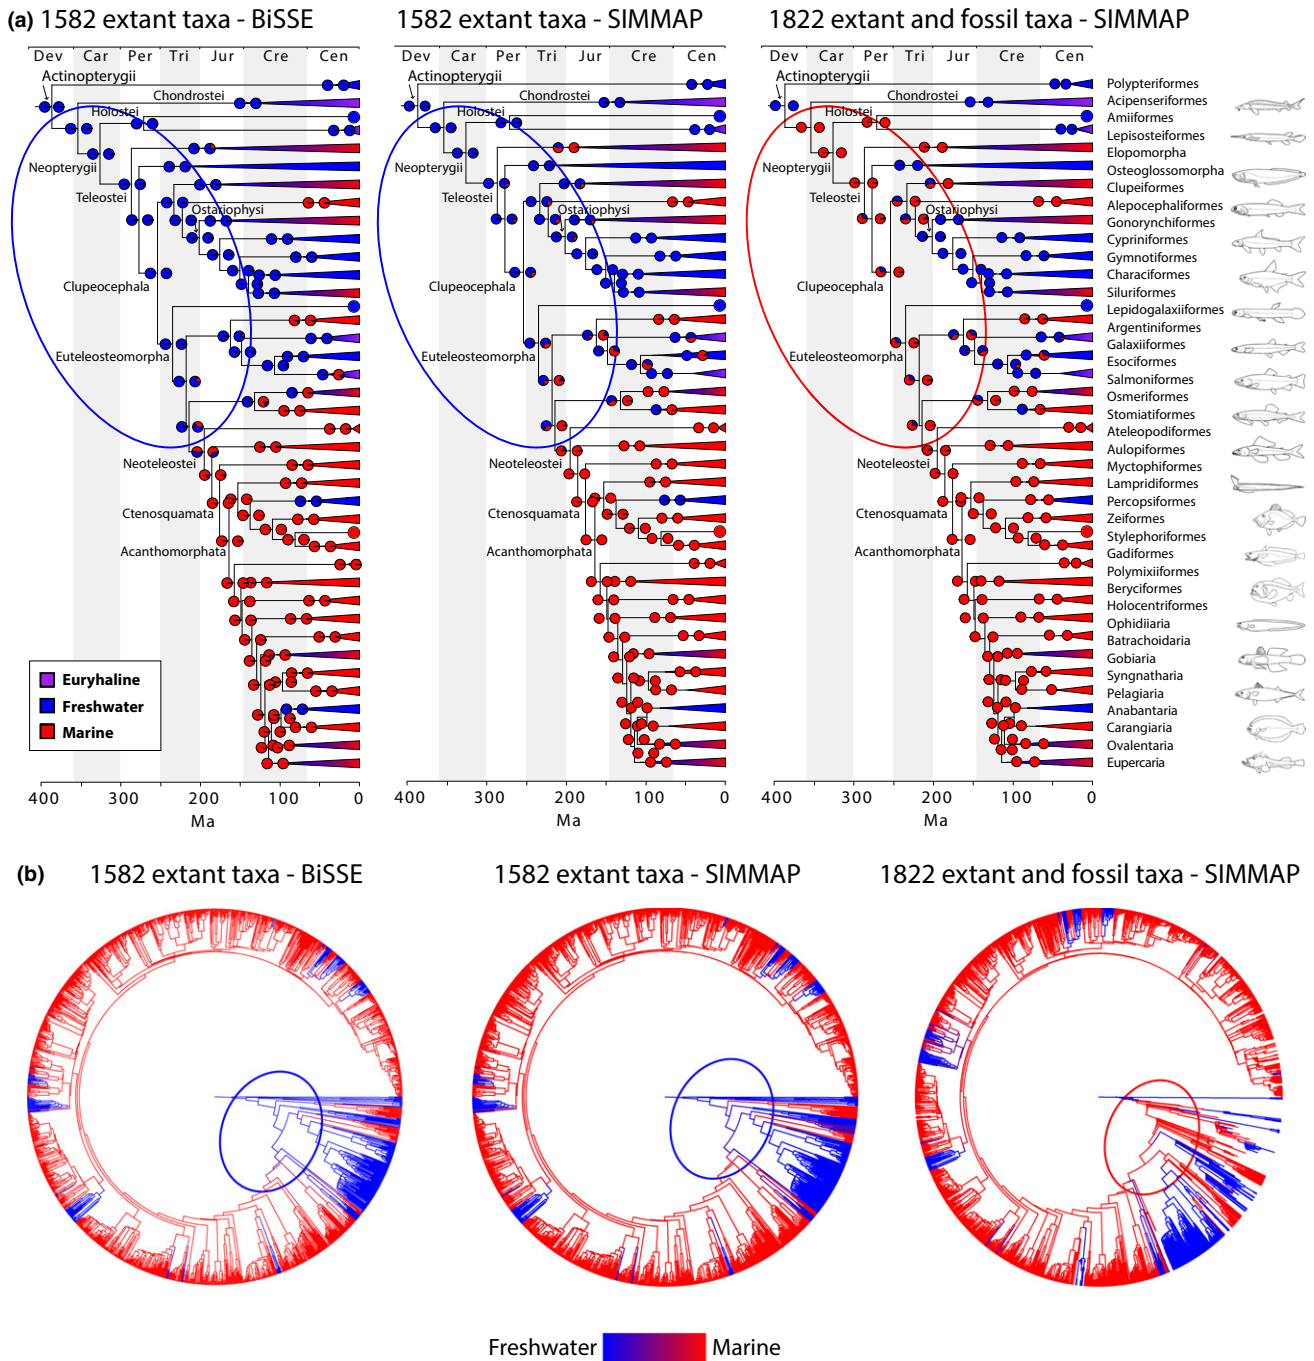 (a) 1582 extant taxa - BiSSE
1582 extant taxa - SIMMAP
1822 extant and fossil taxa - SIMMAP
Dev Car Per Tri Jur Cre Cen
Dev Car Per Tri Jur Cre Cen
Dev Car Per Tri Jur Cre Cen
Actinopterygii
Chondrostei
Holostei
Neopterygii
Teleostei
Ostariophysi
Clupeocephala
Euteleosteomorpha
Neoteleostei
Ctenosquamata
Acanthomorphata
Actinopterygii
Chondrostei
Holostei
Neopterygii
Teleostei
Ostariophysi
Clupeocephala
Euteleosteomorpha
Neoteleostei
Ctenosquamata
Acanthomorphata
Actinopterygii
Chondrostei
Holostei
Neopterygii
Teleostei
Ostariophysi
Clupeocephala
Euteleosteomorpha
Neoteleostei
Ctenosquamata
Acanthomorphata
Polypteriformes
Acipenseriformes
Amiiformes
Lepisosteiformes
Elopomorpha
Osteoglossomorpha
Clupeiformes
Alepocephaliformes
Gonorynchiformes
Cypriniformes
Gymnotiformes
Characiformes
Siluriformes
Lepidogalaxiiformes
Argentiniformes
Galaxiiformes
Esociformes
Salmoniformes
Osmeriformes
Stomiatiformes
Ateleopodiformes
Aulopiformes
Myctophiformes
Lampridiformes
Percopsiformes
Zeiformes
Stylephoriformes
Gadiformes
Polymixiiformes
Beryciformes
Holocentriformes
Ophidiiaria
Batrachoidaria
Gobiaria
Syngnatharia
Pelagiaria
Anabantaria
Carangiaria
Ovalentaria
Eupercaria
Euryhaline
Freshwater
Marine
400 300 200 100 0
Ma
400 300 200 100 0
Ma
400 300 200 100 0
Ma
(b) 1582 extant taxa - BiSSE
1582 extant taxa - SIMMAP
1822 extant and fossil taxa - SIMMAP
Freshwater Marine